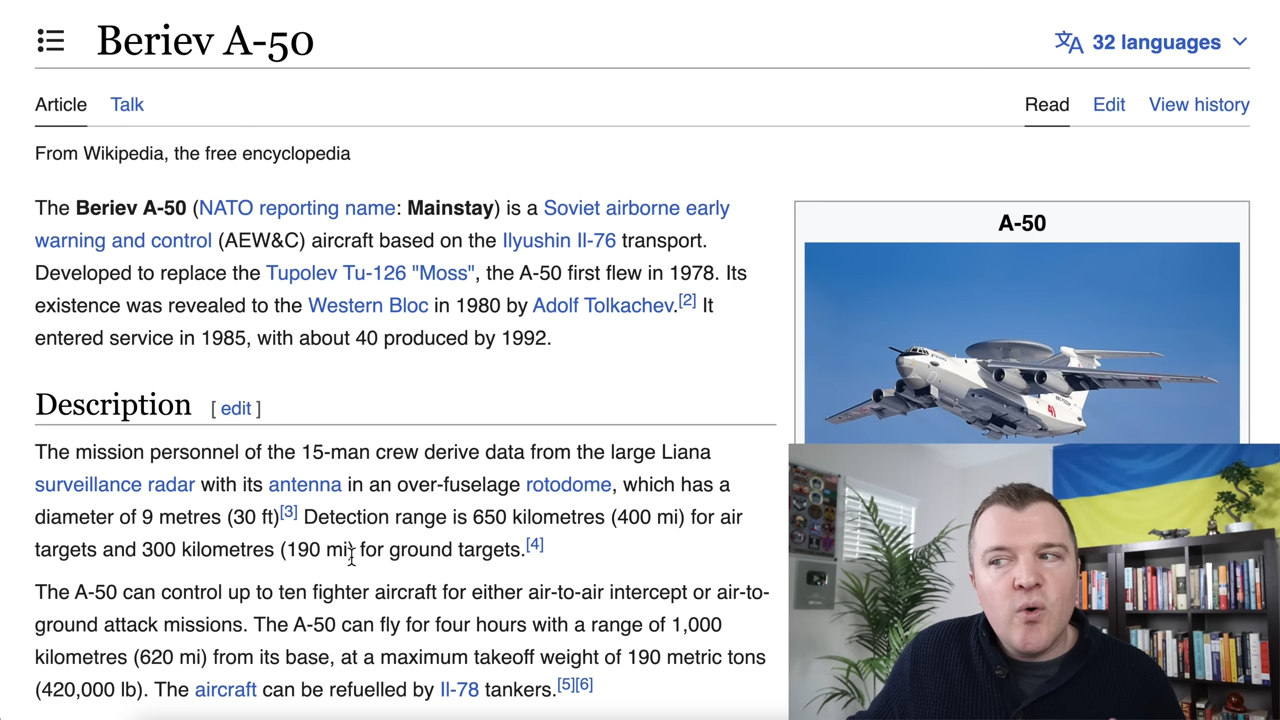 Beriev A-50
32 languages
Article Talk
Read Edit View history
From Wikipedia, the free encyclopedia
The Beriev A-50 (NATO reporting name: Mainstay) is a Soviet airborne early
warning and control (AEW&C) aircraft based on the Ilyushin Il-76 transport.
Developed to replace the Tupolev Tu-126 "Moss", the A-50 first flew in 1978. Its
existence was revealed to the Western Bloc in 1980 by Adolf Tolkachev.[2] It
entered service in 1985, with about 40 produced by 1992.
A-50
41
Description [ edit ]
The mission personnel of the 15-man crew derive data from the large Liana
surveillance radar with its antenna in an over-fuselage rotodome, which has a
diameter of 9 metres (30 ft)[3] Detection range is 650 kilometres (400 mi) for air
targets and 300 kilometres (190 mi) for ground targets.[4]
The A-50 can control up to ten fighter aircraft for either air-to-air intercept or air-to-
ground attack missions. The A-50 can fly for four hours with a range of 1,000
kilometres (620 mi) from its base, at a maximum takeoff weight of 190 metric tons
(420,000 lb). The aircraft can be refuelled by Il-78 tankers.[5][6]